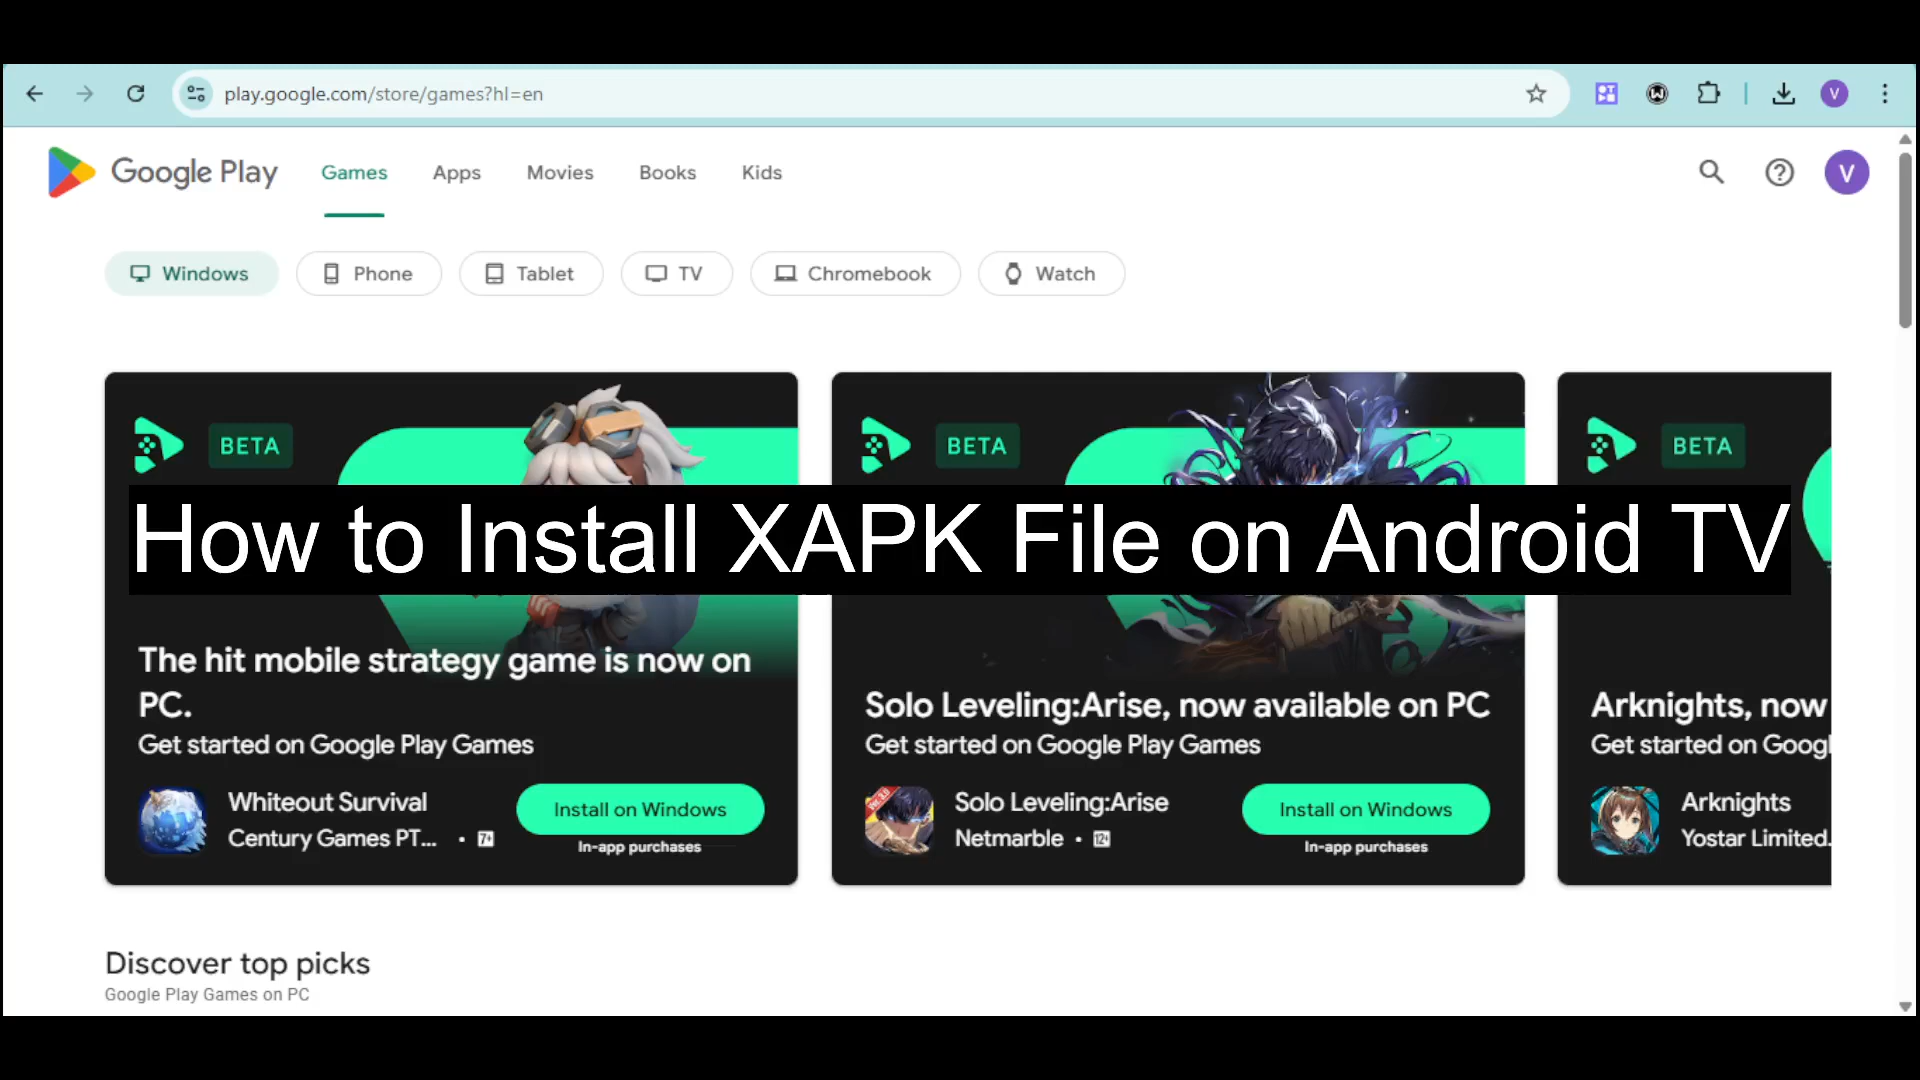 play.google.com/store/games?hl=en
V
Google Play
Games
Apps
Movies
Books
Kids
V
Windows
Phone
Tablet
TV
Chromebook
Watch
BETA
BETA
BETA
How to Install XAPK File on Android TV
The hit mobile strategy game is now on
PC.
Get started on Google Play Games
Whiteout Survival
Century Games PT... • 7+
Install on Windows
In-app purchases
Solo Leveling:Arise, now available on PC
Get started on Google Play Games
Solo Leveling:Arise
Netmarble • 12+
Install on Windows
In-app purchases
Arknights, now
Get started on Googl
Arknights
Yostar Limited.
Discover top picks
Google Play Games on PC